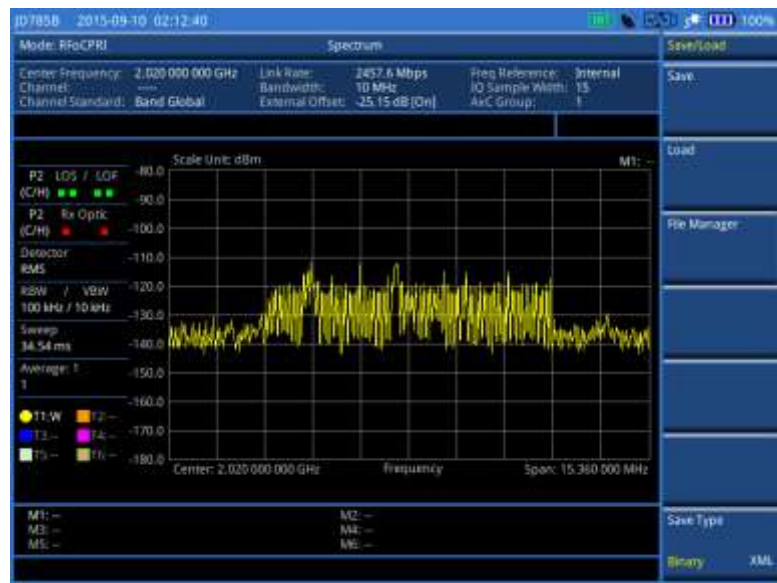 JD785B 2015-09-10 02:12:40 100%
Mode: RFoCPRI Spectrum Save/Load
Center Frequency: 2.020 000 000 GHz Link Rate: 2457.6 Mbps Freq Reference: Internal
Channel: ---- Bandwidth: 10 MHz IQ Sample Width: 15
Channel Standard: Band Global External Offset: -25.15 dB [On] AxC Group: 1
Save
Load
File Manager
Save Type
Binary XML
Scale Unit: dBm M1: --
P2 LOS / LOF
(C/H)
P2 Rx Optic
(C/H)
Detector
RMS
RBW / VBW
100 kHz / 10 kHz
Sweep
34.54 ms
Average: 1
1
T1:W T2:--
T3:-- T4:--
T5:-- T6:--
-80.0
-90.0
-100.0
-110.0
-120.0
-130.0
-140.0
-150.0
-160.0
-170.0
-180.0
Center: 2.020 000 000 GHz Frequency Span: 15.360 000 MHz
M1: -- M2: --
M3: -- M4: --
M5: -- M6: --